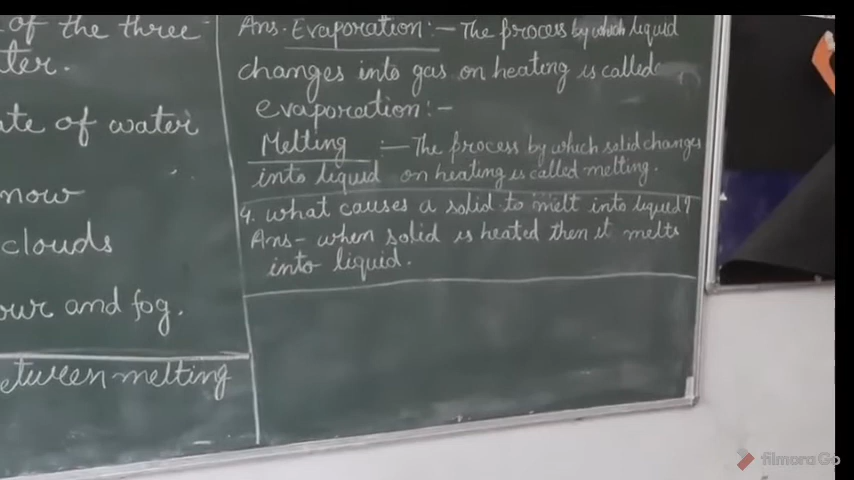 of the three
ter.
ate of water
now
clouds
our and fog.
etween melting
Ans. Evaporation :- The process by which liquid
changes into gas on heating is called
evaporation :-
Melting :- The process by which solid changes
into liquid on heating is called melting.
4. what causes a solid to melt into liquid?
Ans - when solid is heated then it melts
into liquid.
filmoraGo